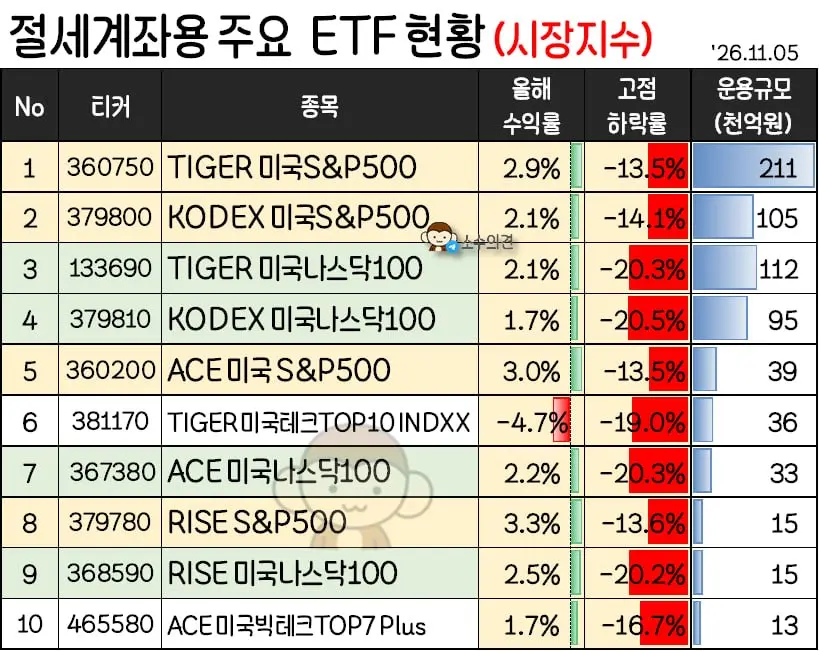 절세계좌용 주요 ETF 현황 (시장지수)
'26.11.05
No 티커 종목 올해 수익률 고점 하락률 운용규모 (천억원)
1 360750 TIGER 미국S&P500 2.9% -13.5% 211
2 379800 KODEX 미국S&P500 2.1% -14.1% 105
소수의견
3 133690 TIGER 미국나스닥100 2.1% -20.3% 112
4 379810 KODEX 미국나스닥100 1.7% -20.5% 95
5 360200 ACE 미국 S&P500 3.0% -13.5% 39
6 381170 TIGER 미국테크TOP10 INDXX -4.7% -19.0% 36
7 367380 ACE 미국나스닥100 2.2% -20.3% 33
8 379780 RISE S&P500 3.3% -13.6% 15
9 368590 RISE 미국나스닥100 2.5% -20.2% 15
10 465580 ACE 미국빅테크TOP7 Plus 1.7% -16.7% 13